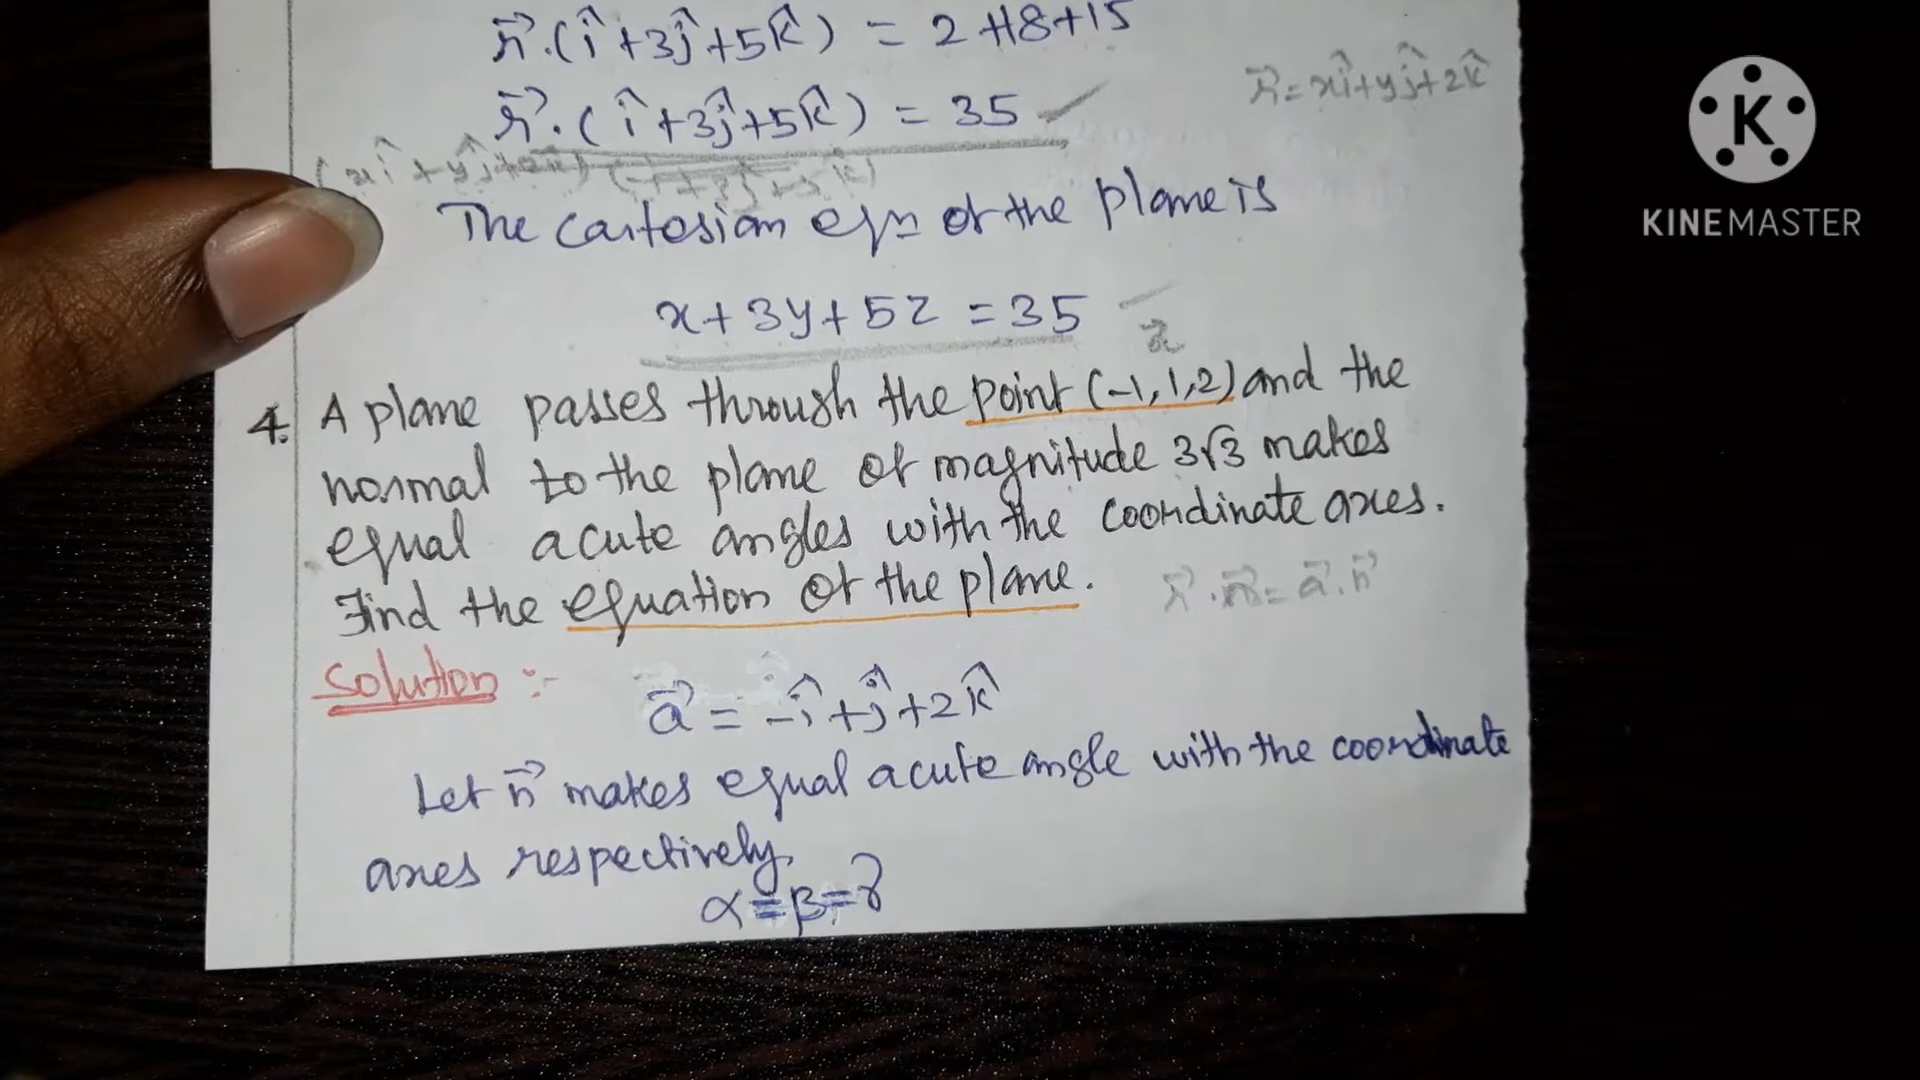 r⃗.(î+3ĵ+5k̂) = 2+18+15
r⃗=xî+yĵ+zk̂
r⃗.(î+3ĵ+5k̂) = 35
The cartesian eqn of the plane is
x+3y+5z = 35
a⃗
4. A plane passes through the point (-1,1,2) and the
normal to the plane of magnitude 3√3 makes
equal acute angles with the coordinate axes.
Find the equation of the plane.
r⃗.n⃗=a⃗.n⃗
Solution :-
a⃗ = -î+ĵ+2k̂
Let n⃗ makes equal acute angle with the coordinate
axes respectively.
α=β=γ
K
KINEMASTER